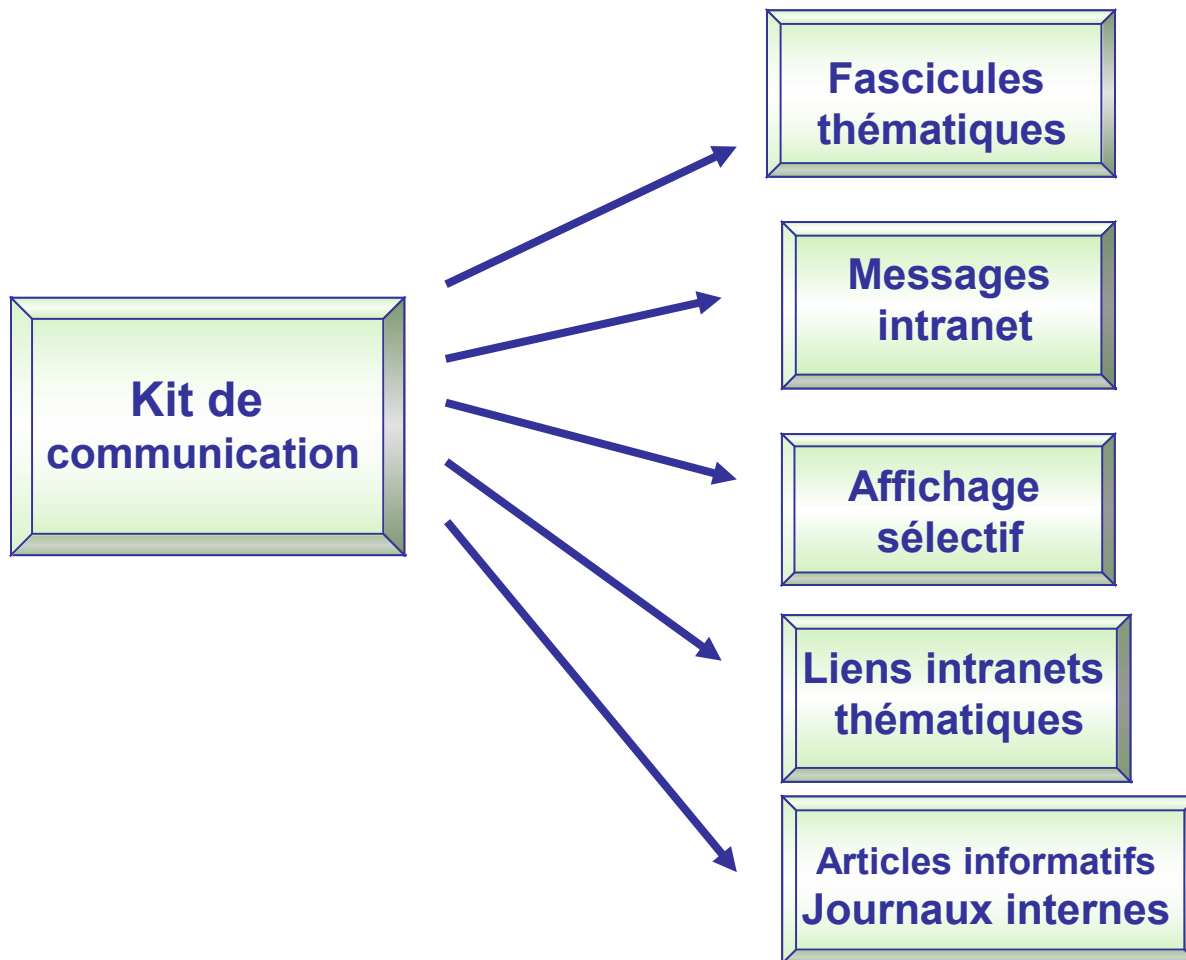 Fascicules
thématiques
Messages
intranet
Kit de
communication
Affichage
sélectif
Liens intranets
thématiques
Articles informatifs
Journaux internes